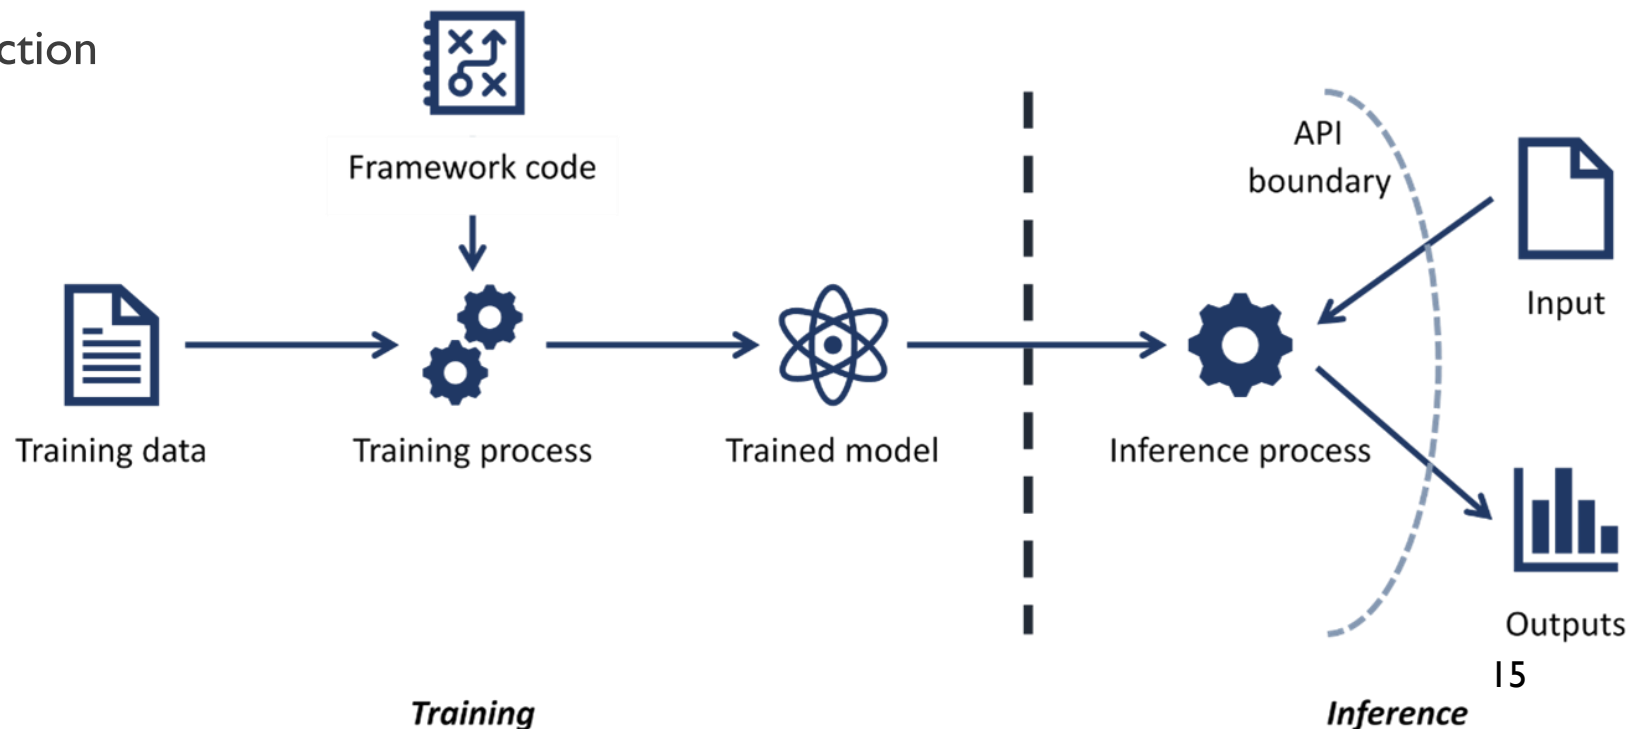 ction
Framework code
API
boundary
Input
Training data
Training process
Trained model
Inference process
Outputs
15
Training
Inference